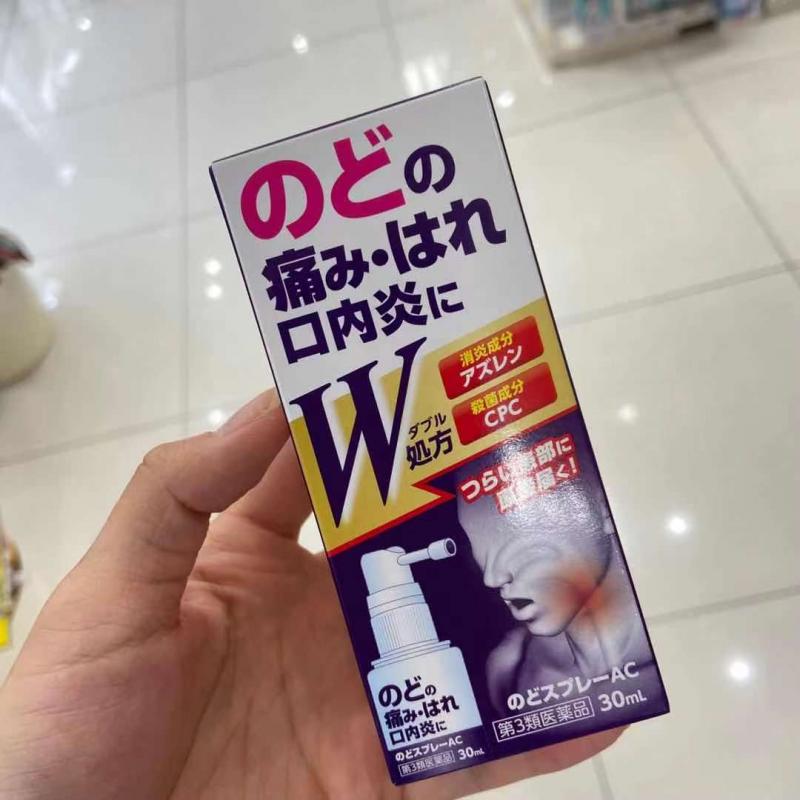 のどの
痛み・はれ
口内炎に
W
ダブル
処方
消炎成分
アズレン
殺菌成分
CPC
つらい患部に
直接届く!
のどの
痛み・はれ
口内炎に
のどスプレーAC
第3類医薬品 30mL
のどスプレーAC
第3類医薬品 30mL